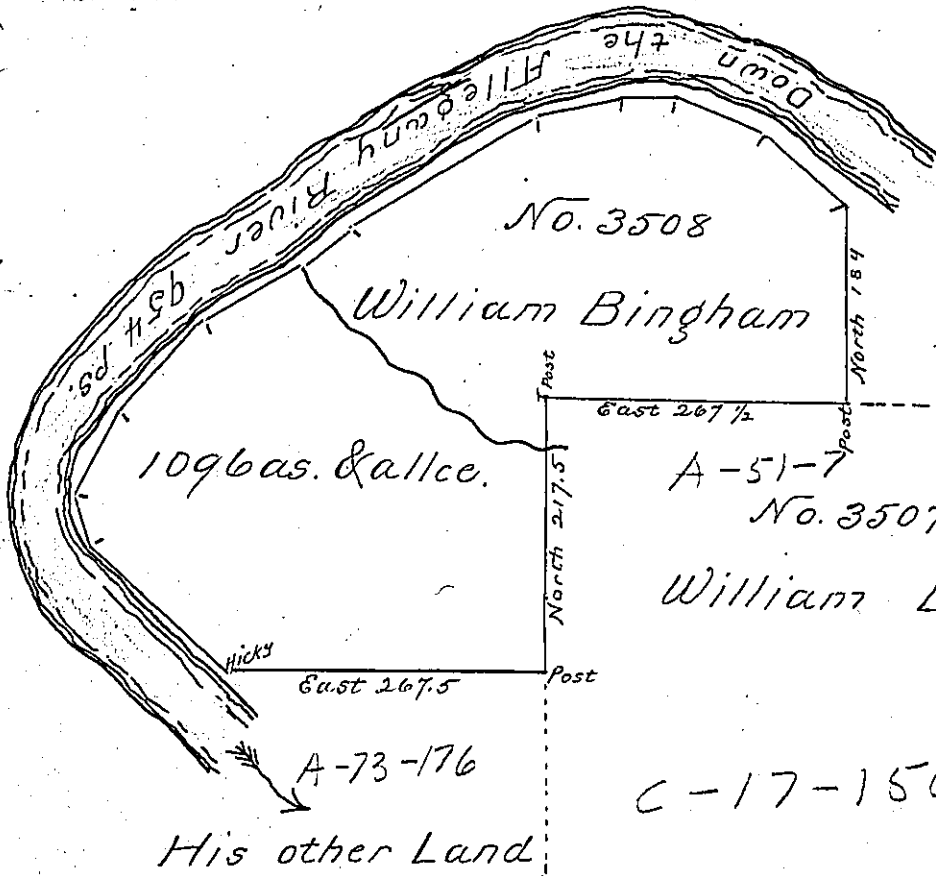 Down the Allegany River 954 ps.
No. 3508
William Bingham
North 184
Post
East 267 ½
Post
1096 as. & allce.
North 217.5
A-51-7
No. 3507
William
Hicky
East 267.5
Post
A-73-176
C-17-15
His other Land